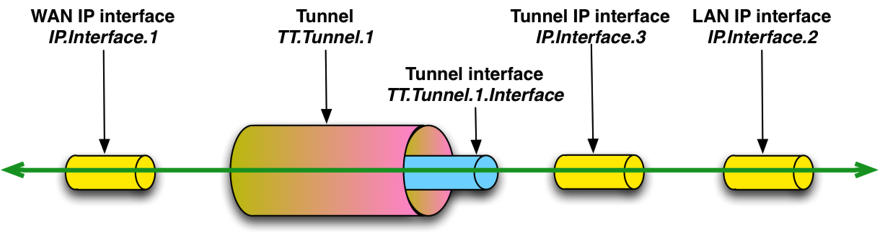 WAN IP interface
IP.Interface.1
Tunnel
TT.Tunnel.1
Tunnel IP interface
IP.Interface.3
LAN IP interface
IP.Interface.2
Tunnel interface
TT.Tunnel.1.Interface